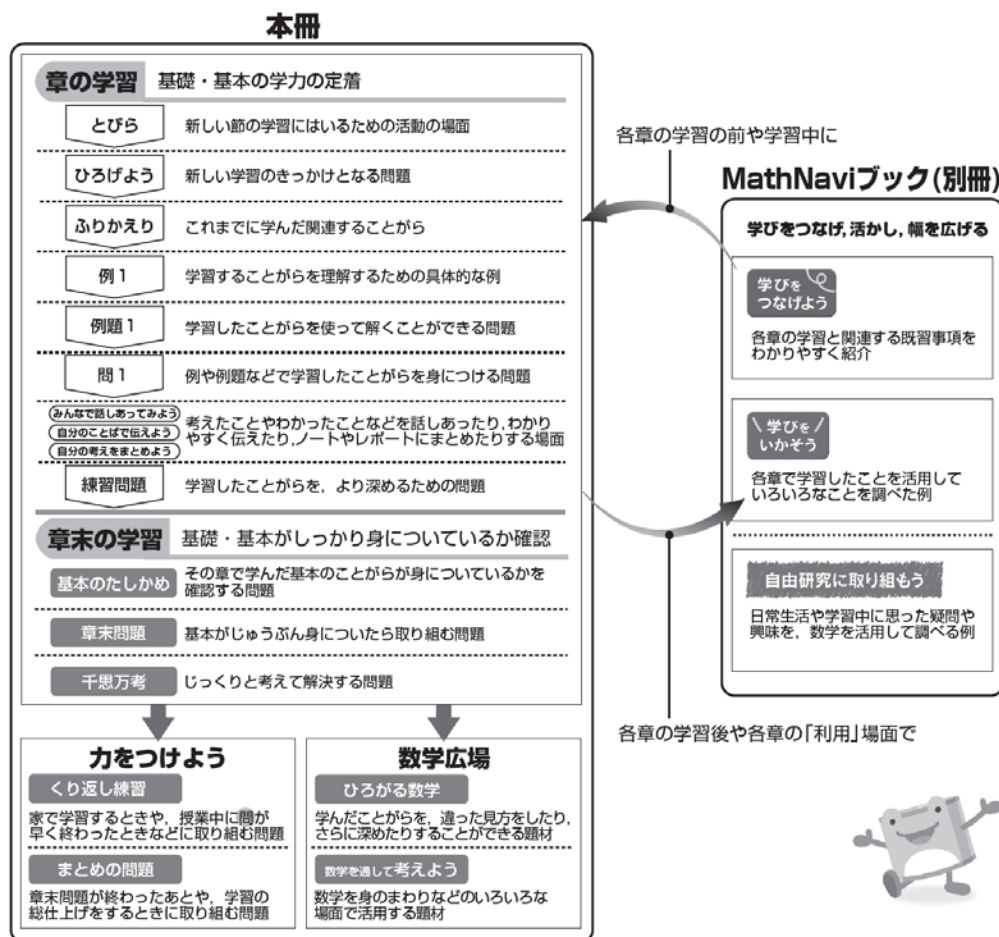 本冊
章の学習 基礎・基本の学力の定着
とびら 新しい節の学習にはいるための活動の場面
ひろげよう 新しい学習のきっかけとなる問題
ふりかえり これまでに学んだ関連することがら
例1 学習することがらを理解するための具体的な例
例題1 学習したことがらを使って解くことができる問題
問1 例や例題などで学習したことがらを身につける問題
みんなで話しあってみよう
自分のことばで伝えよう
自分の考えをまとめよう
考えたことやわかったことなどを話しあったり,わかり
やすく伝えたり,ノートやレポートにまとめたりする場面
練習問題 学習したことがらを,より深めるための問題
章末の学習 基礎・基本がしっかり身についているか確認
基本のたしかめ
その章で学んだ基本のことがらが身についているかを
確認する問題
章末問題 基本がじゅうぶん身についたら取り組む問題
千思万考 じっくりと考えて解決する問題
力をつけよう
くり返し練習
家で学習するときや,授業中に問が
早く終わったときなどに取り組む問題
まとめの問題
章末問題が終わったあとや,学習の
総仕上げをするときに取り組む問題
数学広場
ひろがる数学
学んだことがらを,違った見方をしたり,
さらに深めたりすることができる題材
数学を通して考えよう
数学を身のまわりなどのいろいろな
場面で活用する題材
各章の学習の前や学習中に
MathNaviブック(別冊)
学びをつなげ,活かし,幅を広げる
学びを
つなげよう
各章の学習と関連する既習事項を
わかりやすく紹介
学びを
いかそう
各章で学習したことを活用して
いろいろなことを調べた例
自由研究に取り組もう
日常生活や学習中に思った疑問や
興味を,数学を活用して調べる例
各章の学習後や各章の「利用」場面で